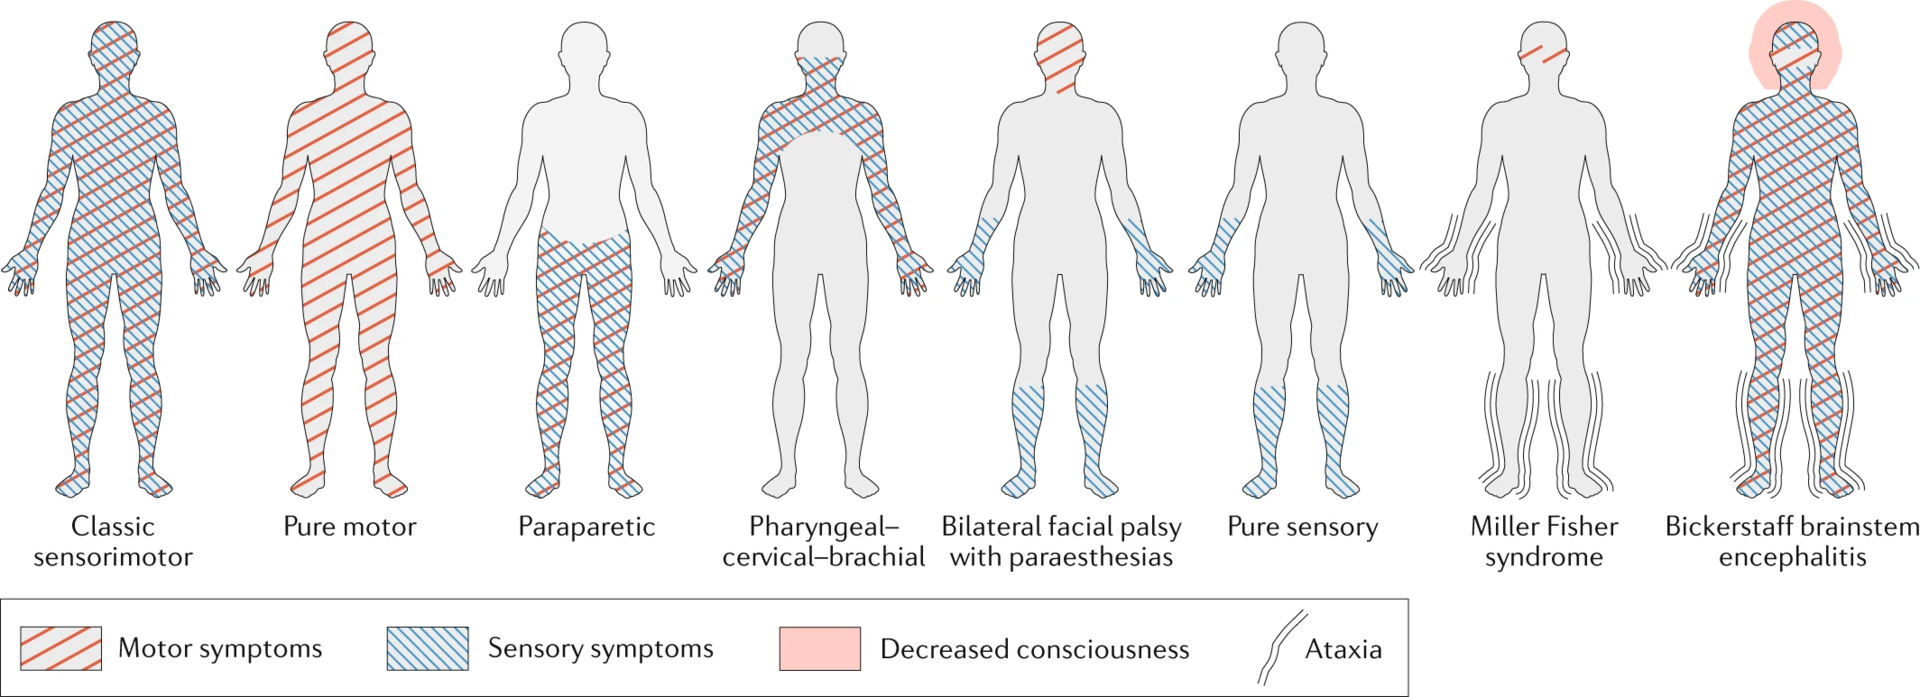 Classic
sensorimotor
Pure motor
Paraparetic
Pharyngeal–
cervical–brachial
Bilateral facial palsy
with paraesthesias
Pure sensory
Miller Fisher
syndrome
Bickerstaff brainstem
encephalitis
Motor symptoms
Sensory symptoms
Decreased consciousness
Ataxia